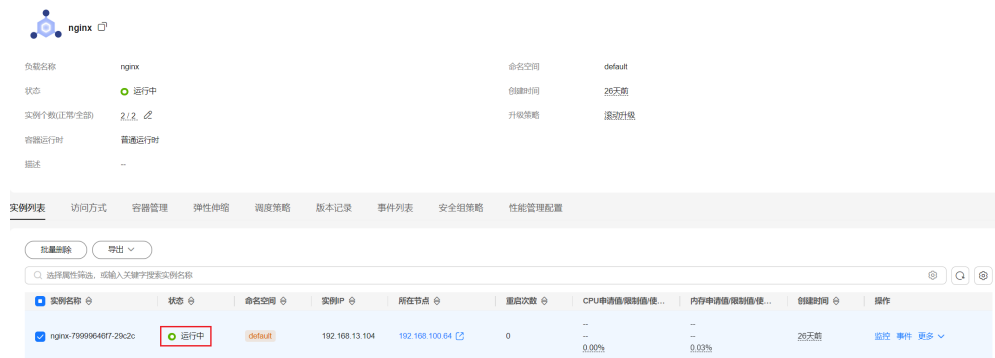 nginx
负载名称 nginx 命名空间 default
状态 运行中 创建时间 26天前
实例个数(正常/全部) 2 / 2 升级策略 滚动升级
容器运行时 普通运行时
描述 --
实例列表 访问方式 容器管理 弹性伸缩 调度策略 版本记录 事件列表 安全组策略 性能管理配置
批量删除 导出
选择属性筛选，或输入关键字搜索实例名称
实例名称 状态 命名空间 实例IP 所在节点 重启次数 CPU申请值/限制值/使... 内存申请值/限制值/使... 创建时间 操作
-- --
nginx-79999646f7-29c2c 运行中 default 192.168.13.104 192.168.100.64 0 -- -- 26天前 监控 事件 更多
0.00% 0.03%